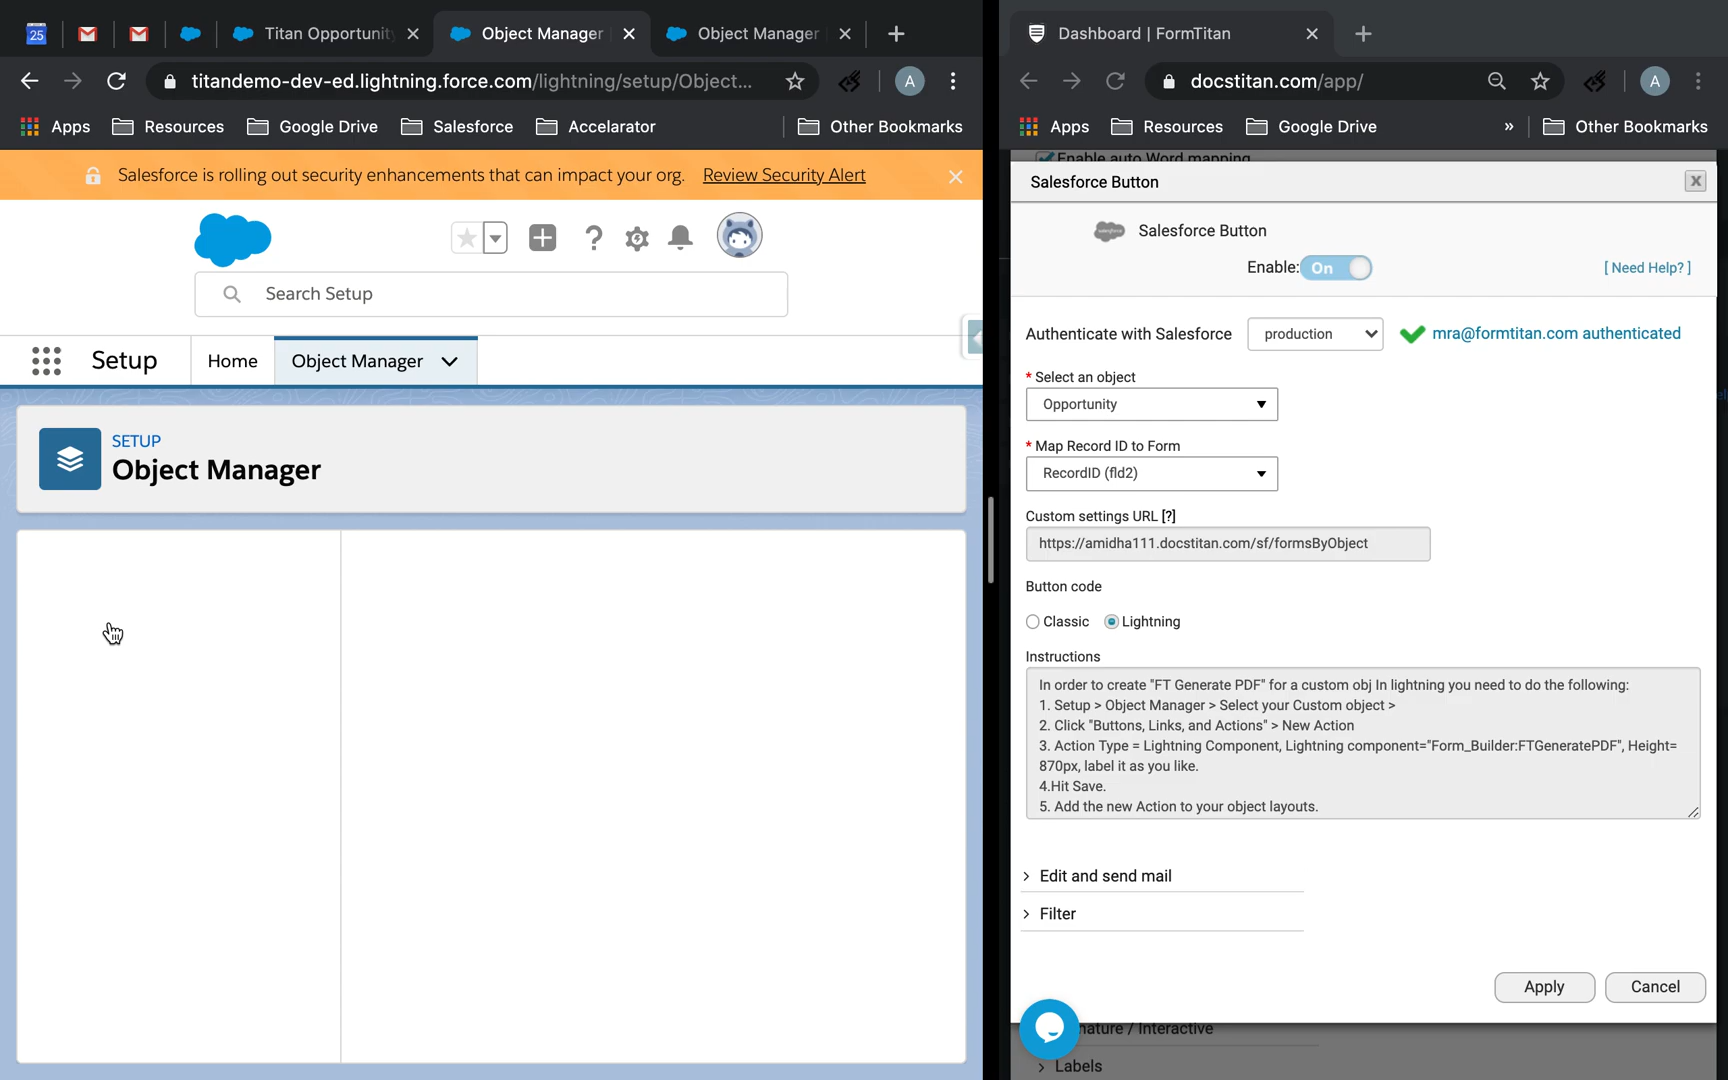 25
Titan Opportunit
Object Manager
Object Manager
titandemo-dev-ed.lightning.force.com/lightning/setup/Object...
A
Apps
Resources
Google Drive
Salesforce
Accelarator
Other Bookmarks
Salesforce is rolling out security enhancements that can impact your org. Review Security Alert
Search Setup
Setup
Home
Object Manager
SETUP
Object Manager
Dashboard | FormTitan
docstitan.com/app/
A
Apps
Resources
Google Drive
»
Other Bookmarks
Enable auto Word mapping
Salesforce Button
X
Salesforce Button
Enable: On
[ Need Help? ]
Authenticate with Salesforce
production
mra@formtitan.com authenticated
* Select an object
Opportunity
* Map Record ID to Form
RecordID (fld2)
Custom settings URL [?]
https://amidha111.docstitan.com/sf/formsByObject
Button code
Classic
Lightning
Instructions
In order to create "FT Generate PDF" for a custom obj In lightning you need to do the following:
1. Setup > Object Manager > Select your Custom object >
2. Click "Buttons, Links, and Actions" > New Action
3. Action Type = Lightning Component, Lightning component="Form_Builder:FTGeneratePDF", Height=
870px, label it as you like.
4.Hit Save.
5. Add the new Action to your object layouts.
> Edit and send mail
> Filter
Apply
Cancel
nature / Interactive
> Labels